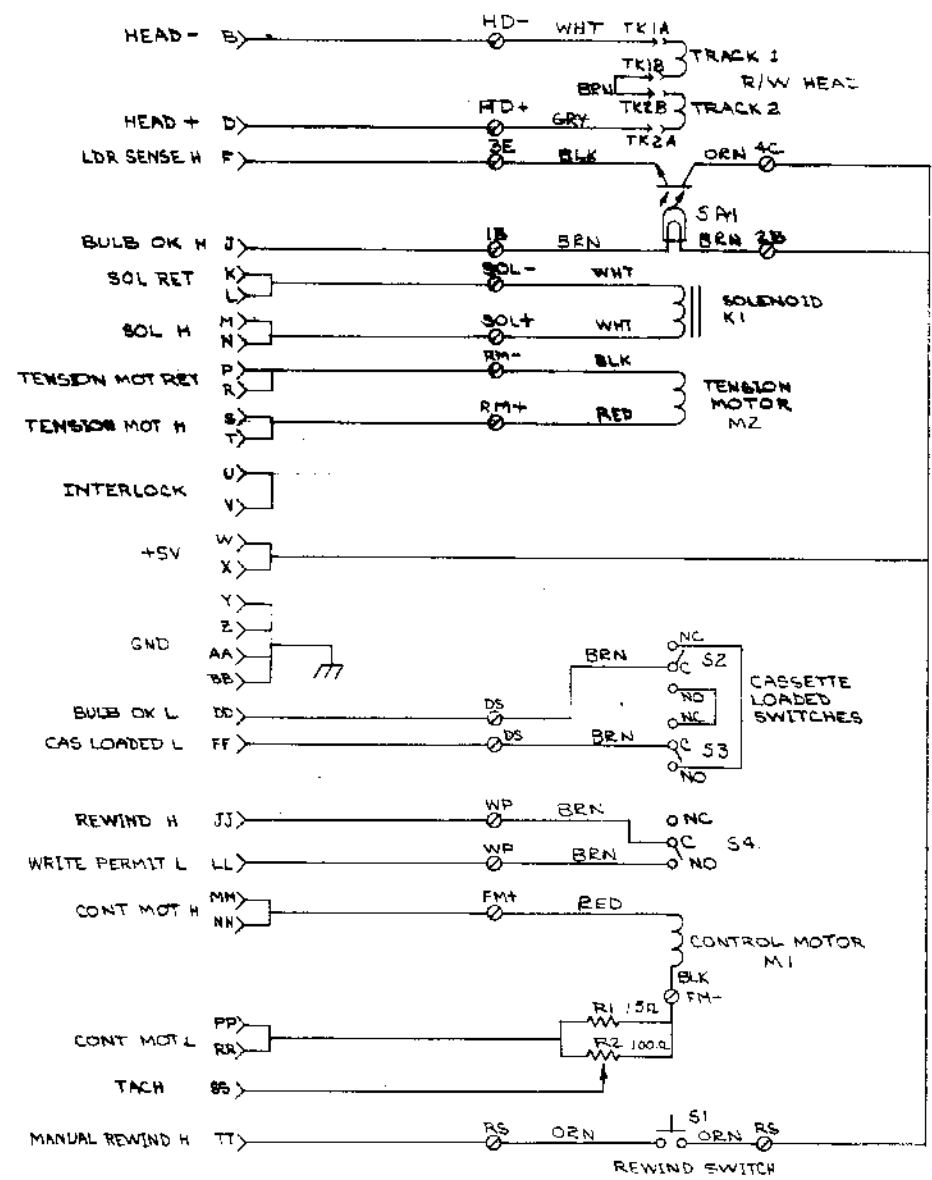 HEAD- B HD- WHT TK1A
TRACK 1
TK1B
R/W HEAD
BRN
TK2B TRACK 2
HEAD + D HD+ GRY TK2A
LDR SENSE H F 3E BLK ORN 4C
BULB OK H J 1B BRN BRN 2B
SOL RET K SOL- WHT
L
SOLENOID
K1
SOL H M SOL+ WHT
N
TENSION MOT RET P RM- BLK
R
TENSION
MOTOR
M2
TENSION MOT H S RM+ RED
T
INTERLOCK U
V
+5V W
X
Y
Z
GND AA
BB
BRN NC
C S2
NO
NC
CASSETTE
LOADED
SWITCHES
BULB OK L DD DS
CAS LOADED L FF DS BRN C S3
NO
REWIND H JJ WP BRN NC
C S4
WRITE PERMIT L LL WP BRN NO
CONT MOT H MM FM+ RED
NN
CONTROL MOTOR
M1
BLK
FM-
R1 15Ω
CONT MOT L PP
RR R2 100Ω
TACH SS
MANUAL REWIND H TT RS ORN S1 ORN RS
REWIND SWITCH